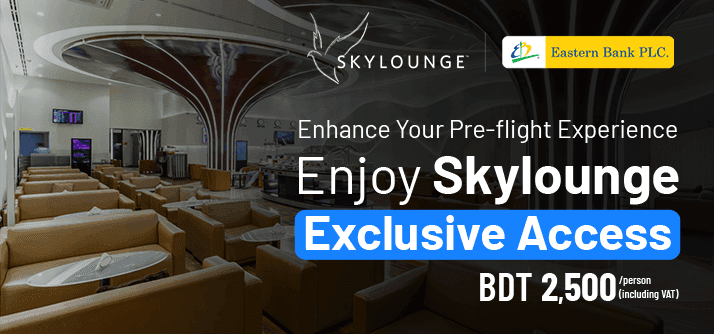 SKYLOUNGE
Eastern Bank PLC.
Enhance Your Pre-flight Experience
Enjoy Skylounge
Exclusive Access
BDT 2,500 /person
(including VAT)